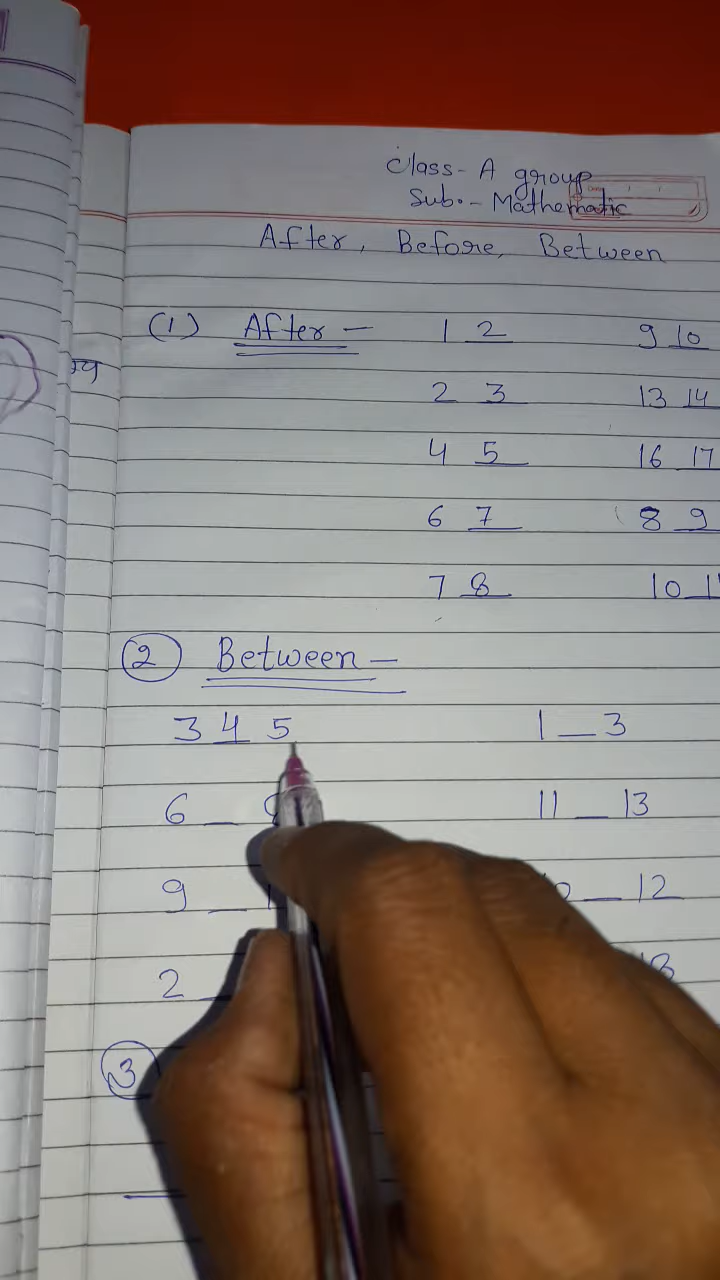 Class- A group
Sub.- Mathematic
After, Before, Between
(1) After - 1 2 9 10
2 3 13 14
4 5 16 17
6 7 8 9
7 8 10
2 Between -
3 4 5 1 _ 3
6 _ 11 _ 13
9 _ _ 12
2 _
3